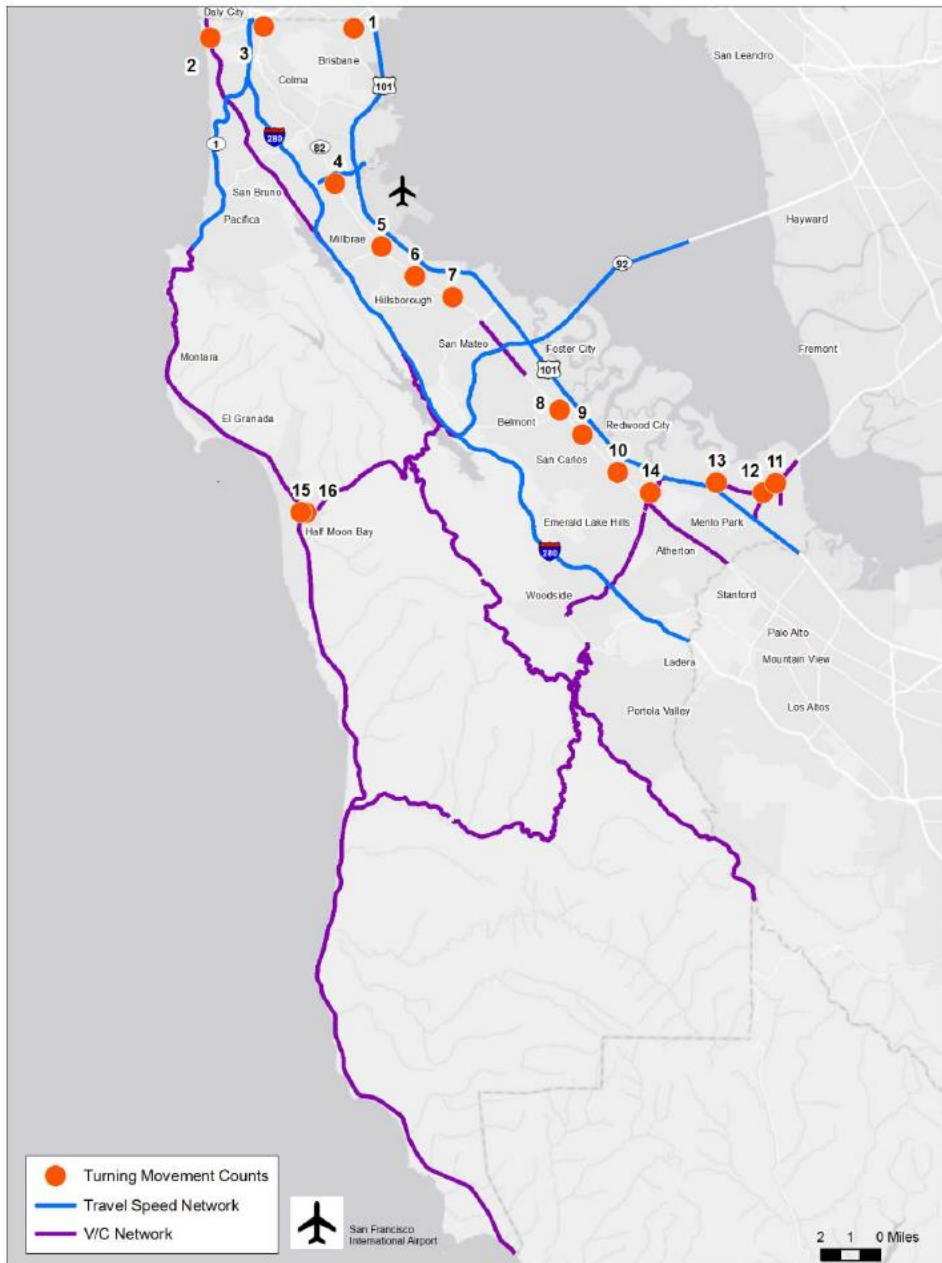 Daly City
1
San Leandro
2
3
Brisbane
Colma
101
280
82
1
4
San Bruno
Pacifica
5
Hayward
Millbrae
6
7
92
Hillsborough
San Mateo
Foster City
Fremont
Montara
101
8
El Granada
9
Belmont
Redwood City
San Carlos
10
13
11
14
12
15
16
Emerald Lake Hills
Menlo Park
Half Moon Bay
280
Atherton
Woodside
Stanford
Palo Alto
Ladera
Mountain View
Portola Valley
Los Altos
Turning Movement Counts
Travel Speed Network
V/C Network
San Francisco
International Airport
2 1 0 Miles